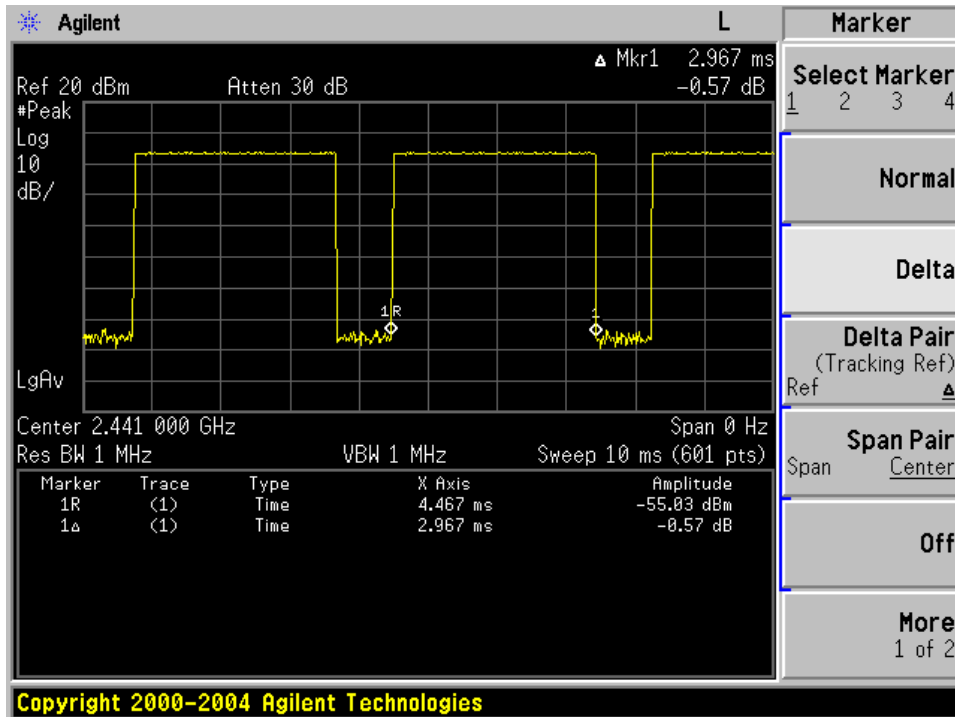 Agilent L
Δ Mkr1 2.967 ms
Ref 20 dBm Atten 30 dB -0.57 dB
#Peak
Log
10
dB/
1R 1
LgAv
Center 2.441 000 GHz Span 0 Hz
Res BW 1 MHz VBW 1 MHz Sweep 10 ms (601 pts)
Marker Trace Type X Axis Amplitude
1R (1) Time 4.467 ms -55.03 dBm
1Δ (1) Time 2.967 ms -0.57 dB
Copyright 2000-2004 Agilent Technologies
Marker
Select Marker
1 2 3 4
Normal
Delta
Delta Pair
(Tracking Ref)
Ref Δ
Span Pair
Span Center
Off
More
1 of 2